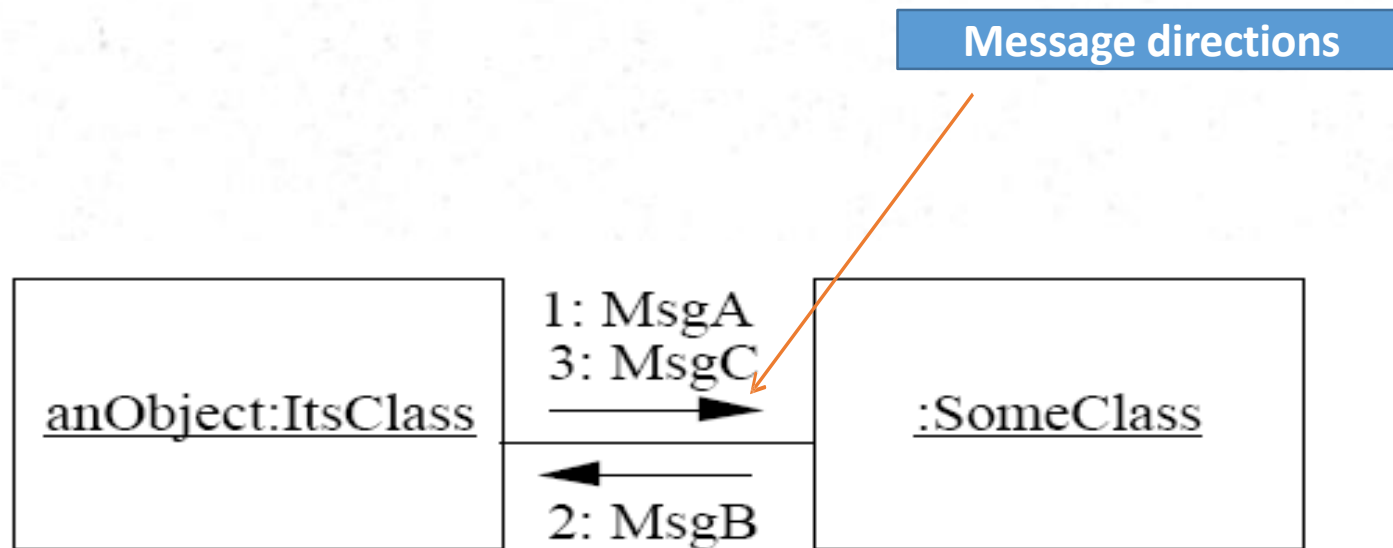 Message directions
1: MsgA
3: MsgC
anObject:ItsClass
:SomeClass
2: MsgB